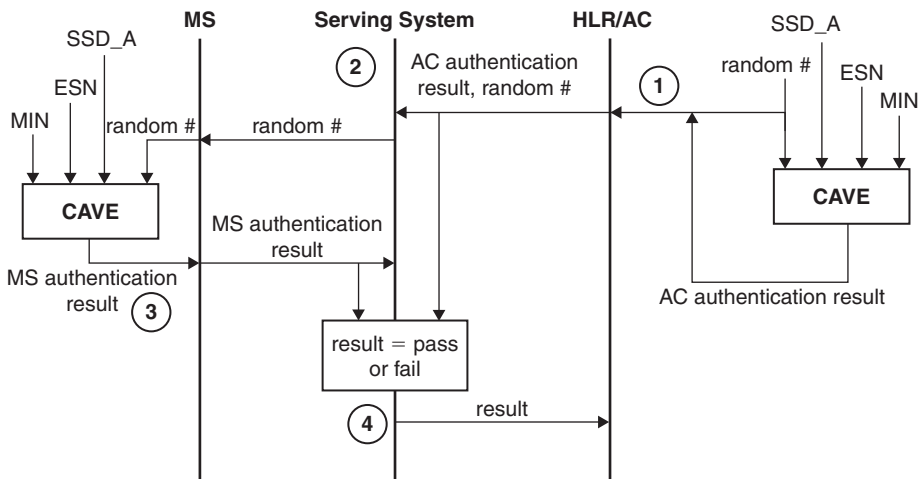 MS
Serving System
HLR/AC
SSD_A
ESN
MIN
random #
random #
CAVE
MS authentication
result
3
MS authentication
result
2
AC authentication
result, random #
1
SSD_A
random #
ESN
MIN
CAVE
AC authentication result
result = pass
or fail
4
result